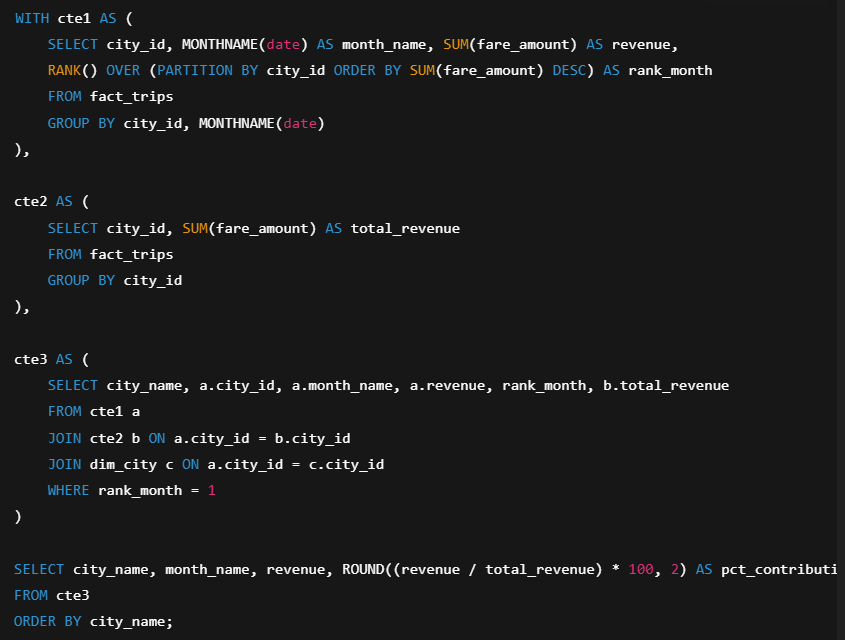 WITH cte1 AS (
SELECT city_id, MONTHNAME(date) AS month_name, SUM(fare_amount) AS revenue,
RANK() OVER (PARTITION BY city_id ORDER BY SUM(fare_amount) DESC) AS rank_month
FROM fact_trips
GROUP BY city_id, MONTHNAME(date)
),
cte2 AS (
SELECT city_id, SUM(fare_amount) AS total_revenue
FROM fact_trips
GROUP BY city_id
),
cte3 AS (
SELECT city_name, a.city_id, a.month_name, a.revenue, rank_month, b.total_revenue
FROM cte1 a
JOIN cte2 b ON a.city_id = b.city_id
JOIN dim_city c ON a.city_id = c.city_id
WHERE rank_month = 1
)
SELECT city_name, month_name, revenue, ROUND((revenue / total_revenue) * 100, 2) AS pct_contributi
FROM cte3
ORDER BY city_name;